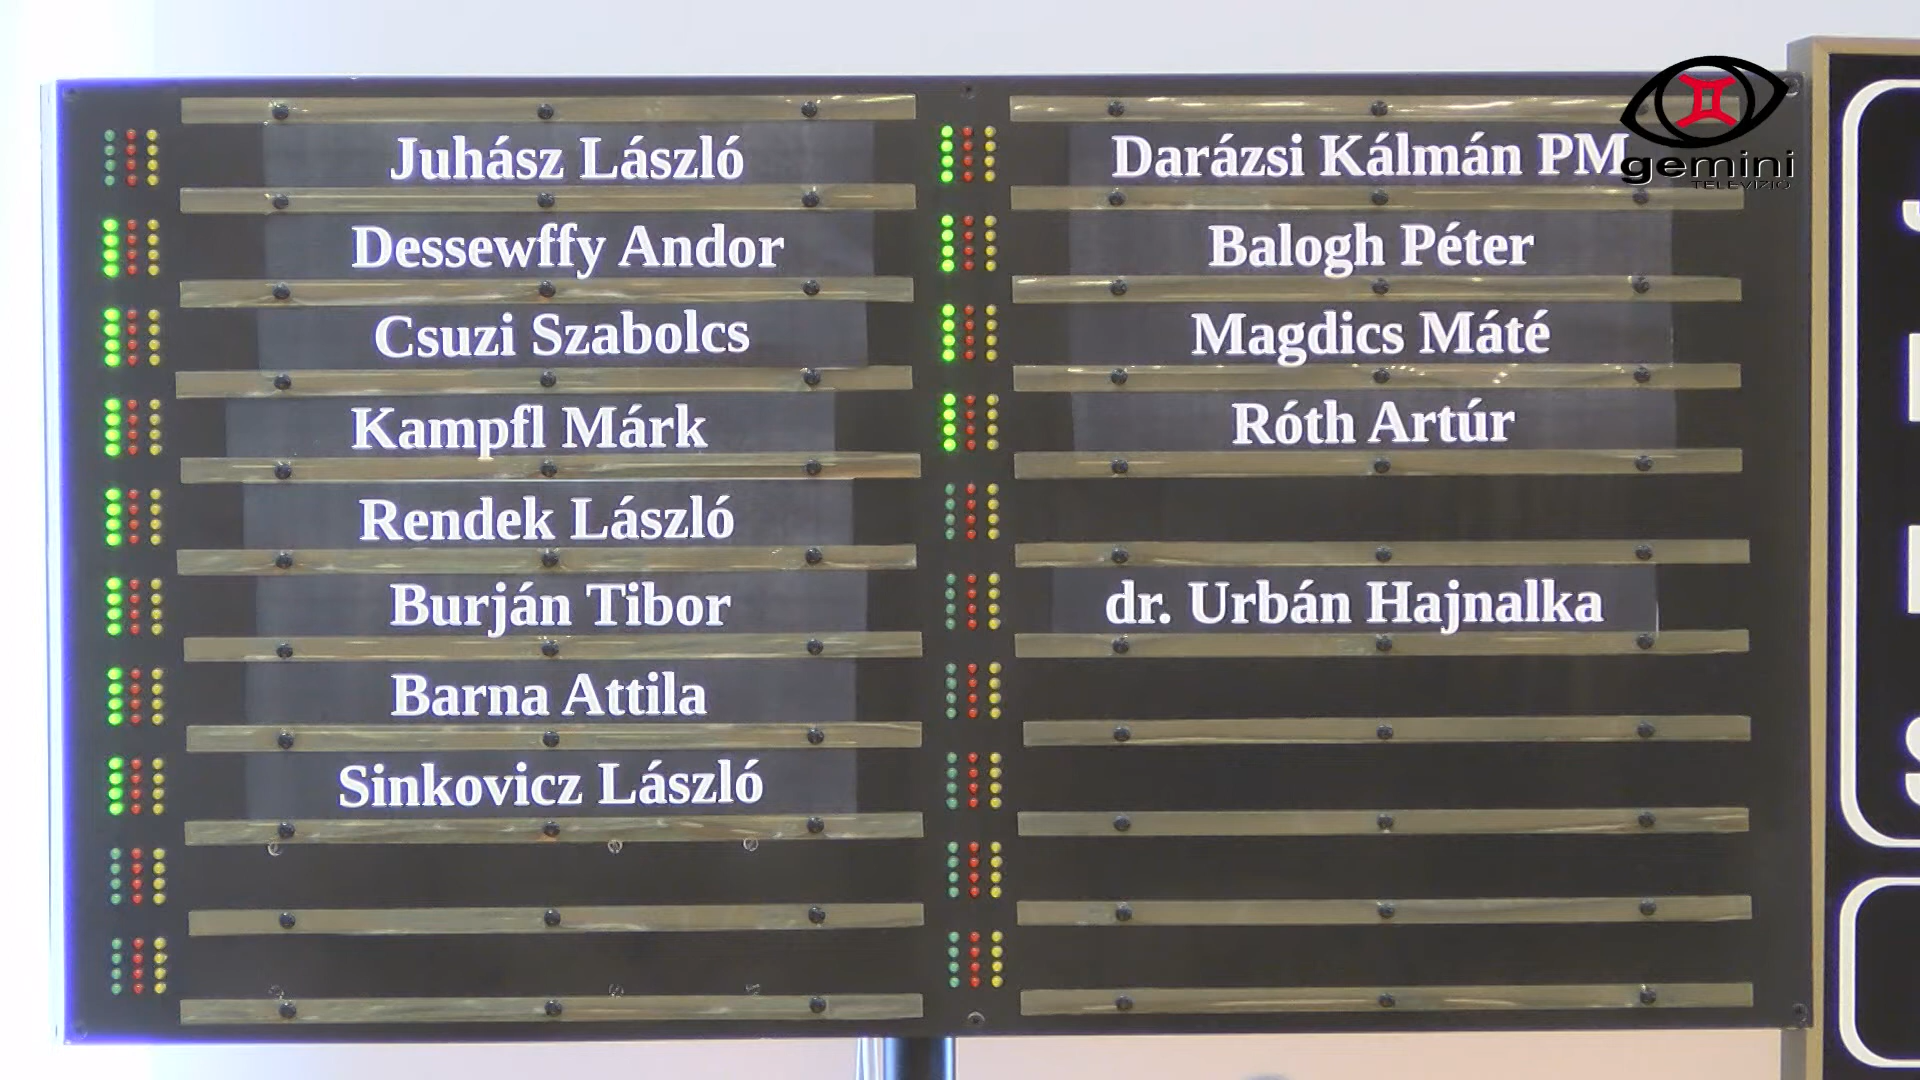 Juhász László
Dessewffy Andor
Csuzi Szabolcs
Kampfl Márk
Rendek László
Burján Tibor
Barna Attila
Sinkovicz László
Darázsi Kálmán PM
Balogh Péter
Magdics Máté
Róth Artúr
dr. Urbán Hajnalka
gemini
TELEVÍZIÓ